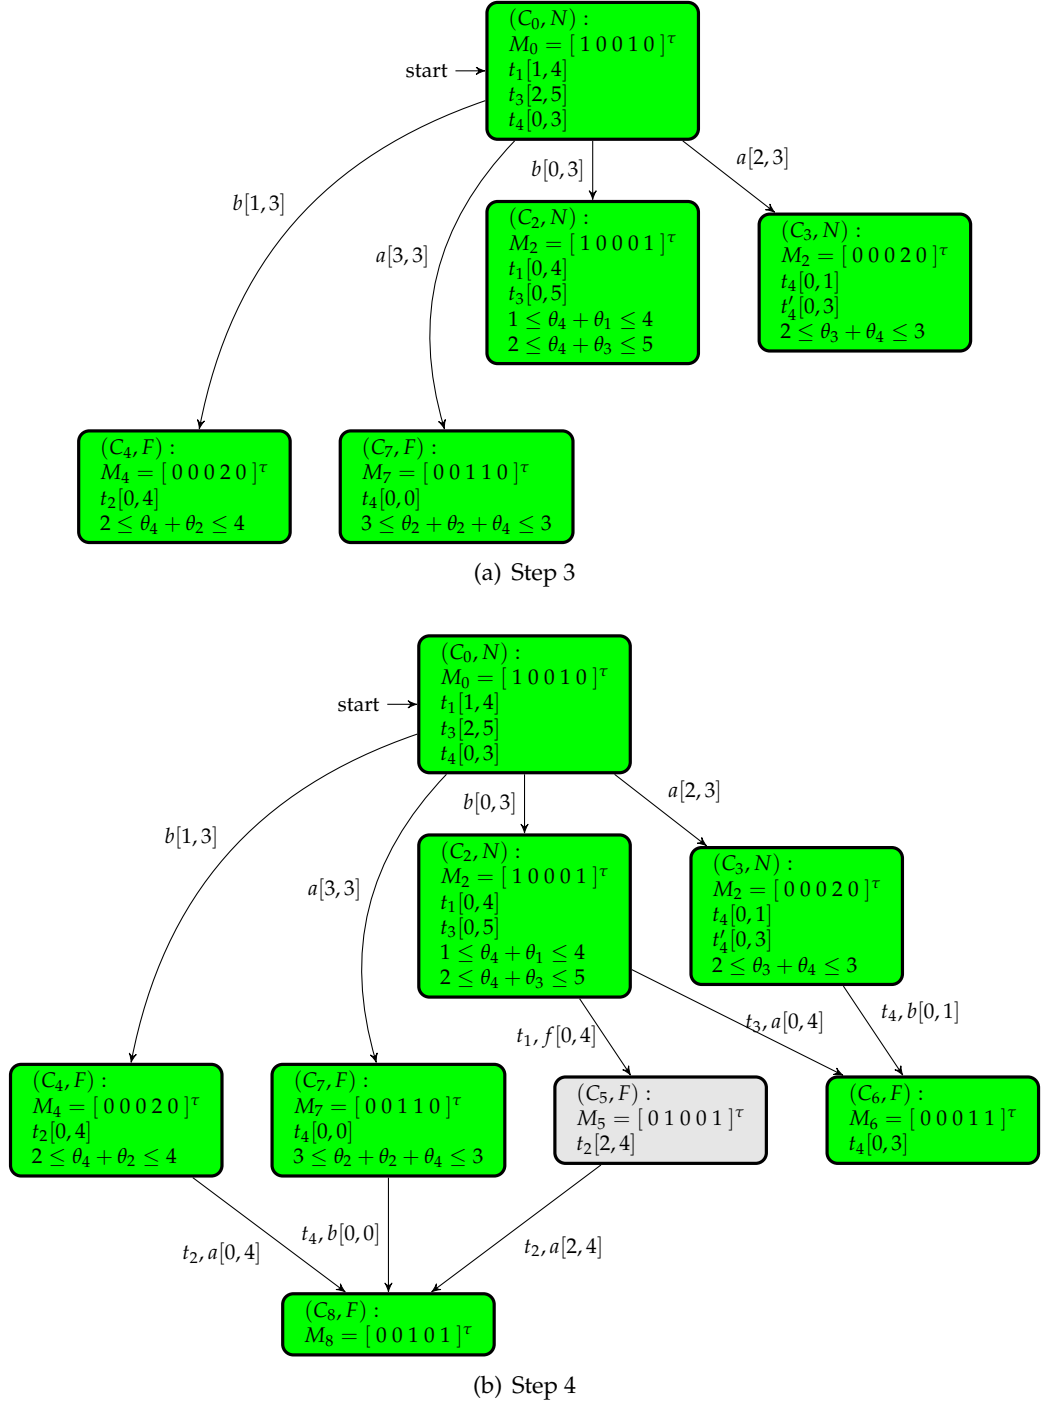 (C₀, N) :
M₀ = [ 1 0 0 1 0 ]^τ
start
t₁[1, 4]
t₃[2, 5]
t₄[0, 3]
b[1, 3]
a[3, 3]
b[0, 3]
a[2, 3]
(C₂, N) :
M₂ = [ 1 0 0 0 1 ]^τ
t₁[0, 4]
t₃[0, 5]
1 ≤ θ₄ + θ₁ ≤ 4
2 ≤ θ₄ + θ₃ ≤ 5
(C₃, N) :
M₂ = [ 0 0 0 2 0 ]^τ
t₄[0, 1]
t′₄[0, 3]
2 ≤ θ₃ + θ₄ ≤ 3
(C₄, F) :
M₄ = [ 0 0 0 2 0 ]^τ
t₂[0, 4]
2 ≤ θ₄ + θ₂ ≤ 4
(C₇, F) :
M₇ = [ 0 0 1 1 0 ]^τ
t₄[0, 0]
3 ≤ θ₂ + θ₂ + θ₄ ≤ 3
(a) Step 3
(C₀, N) :
M₀ = [ 1 0 0 1 0 ]^τ
start
t₁[1, 4]
t₃[2, 5]
t₄[0, 3]
b[1, 3]
a[3, 3]
b[0, 3]
a[2, 3]
(C₂, N) :
M₂ = [ 1 0 0 0 1 ]^τ
t₁[0, 4]
t₃[0, 5]
1 ≤ θ₄ + θ₁ ≤ 4
2 ≤ θ₄ + θ₃ ≤ 5
(C₃, N) :
M₂ = [ 0 0 0 2 0 ]^τ
t₄[0, 1]
t′₄[0, 3]
2 ≤ θ₃ + θ₄ ≤ 3
t₁, f[0, 4]
t₃, a[0, 4]
t₄, b[0, 1]
(C₄, F) :
M₄ = [ 0 0 0 2 0 ]^τ
t₂[0, 4]
2 ≤ θ₄ + θ₂ ≤ 4
(C₇, F) :
M₇ = [ 0 0 1 1 0 ]^τ
t₄[0, 0]
3 ≤ θ₂ + θ₂ + θ₄ ≤ 3
(C₅, F) :
M₅ = [ 0 1 0 0 1 ]^τ
t₂[2, 4]
(C₆, F) :
M₆ = [ 0 0 0 1 1 ]^τ
t₄[0, 3]
t₂, a[0, 4]
t₄, b[0, 0]
t₂, a[2, 4]
(C₈, F) :
M₈ = [ 0 0 1 0 1 ]^τ
(b) Step 4